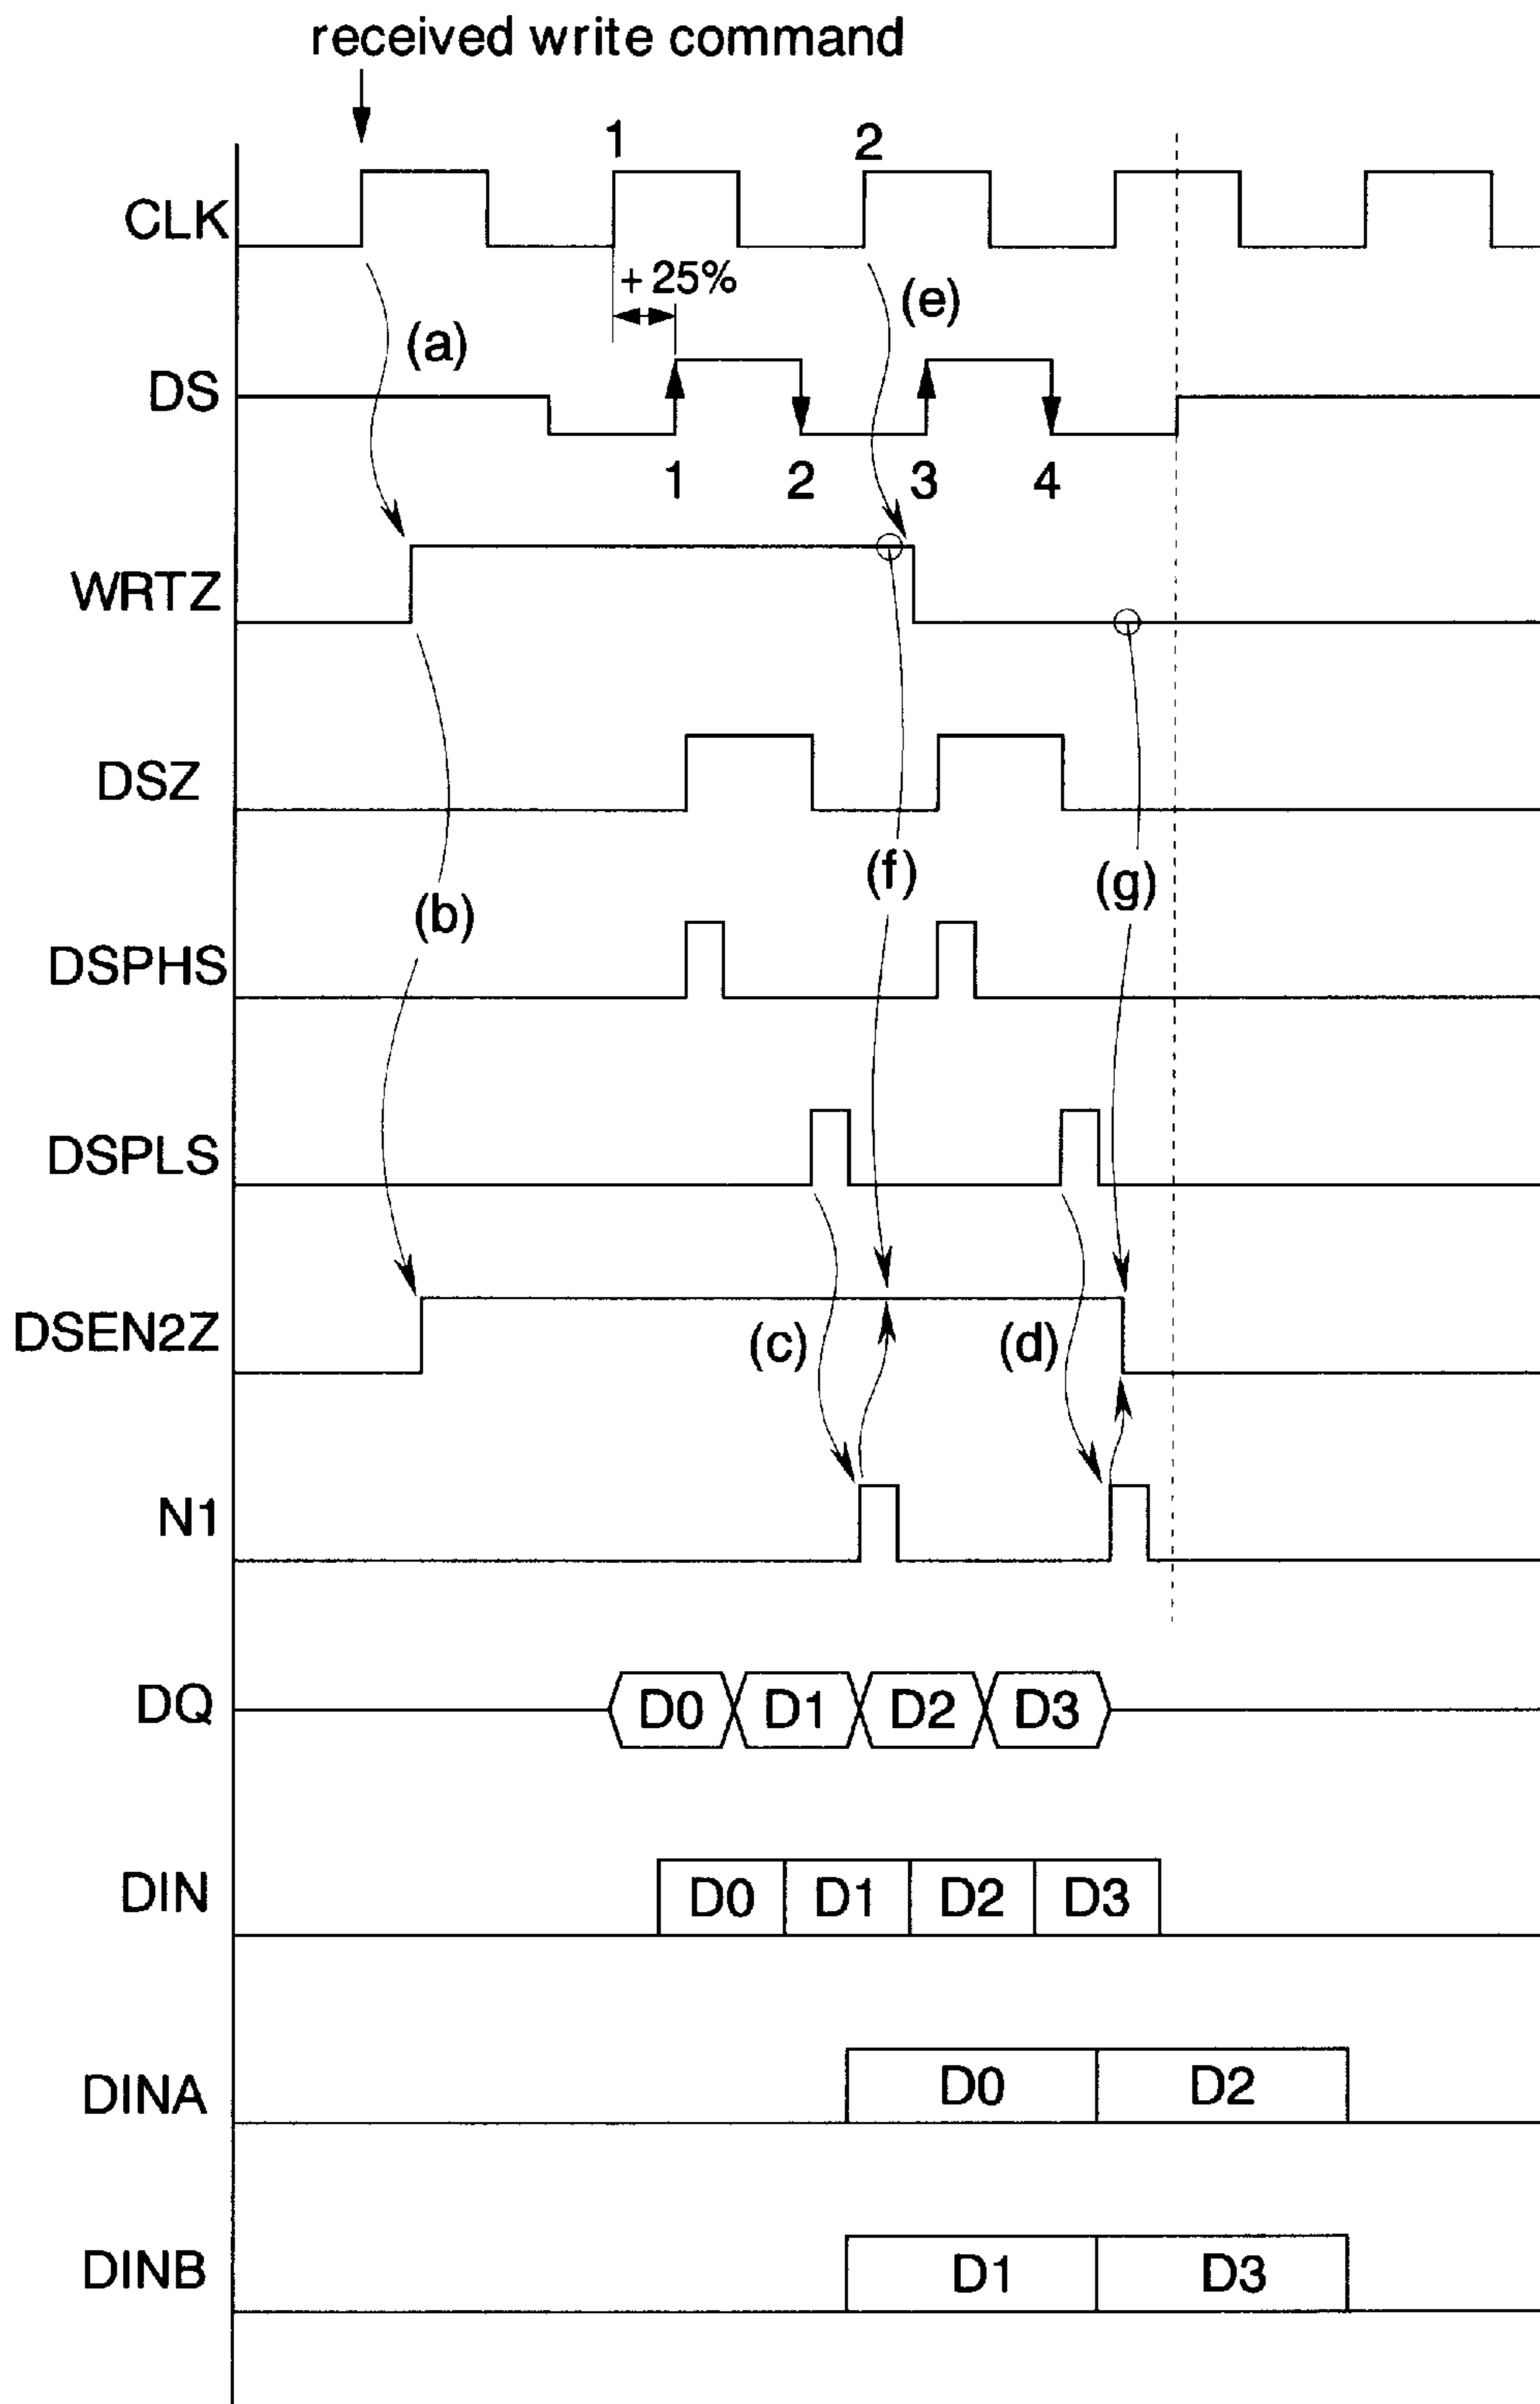 received write command
1 2
CLK
+ 25%
(e)
(a)
DS
1 2 3 4
WRTZ
DSZ
(f)
(g)
(b)
DSPHS
DSPLS
DSEN2Z
(c) (d)
N1
DQ D0 D1 D2 D3
DIN D0 D1 D2 D3
DINA D0 D2
DINB D1 D3